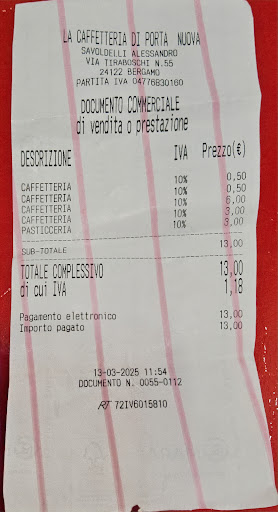 LA CAFFETTERIA DI PORTA NUOVA
SAVOLDELLI ALESSANDRO
VIA TIRABOSCHI N.55
24122 BERGAMO
PARTITA IVA 04776830160
DOCUMENTO COMMERCIALE
di vendita o prestazione
DESCRIZIONE IVA Prezzo(€)
CAFFETTERIA 10% 0,50
CAFFETTERIA 10% 0,50
CAFFETTERIA 10% 6,00
CAFFETTERIA 10% 3,00
PASTICCERIA 10% 3,00
SUB-TOTALE 13,00
TOTALE COMPLESSIVO 13,00
di cui IVA 1,18
Pagamento elettronico 13,00
Importo pagato 13,00
13-03-2025 11:54
DOCUMENTO N. 0055-0112
RT 72IV6015810